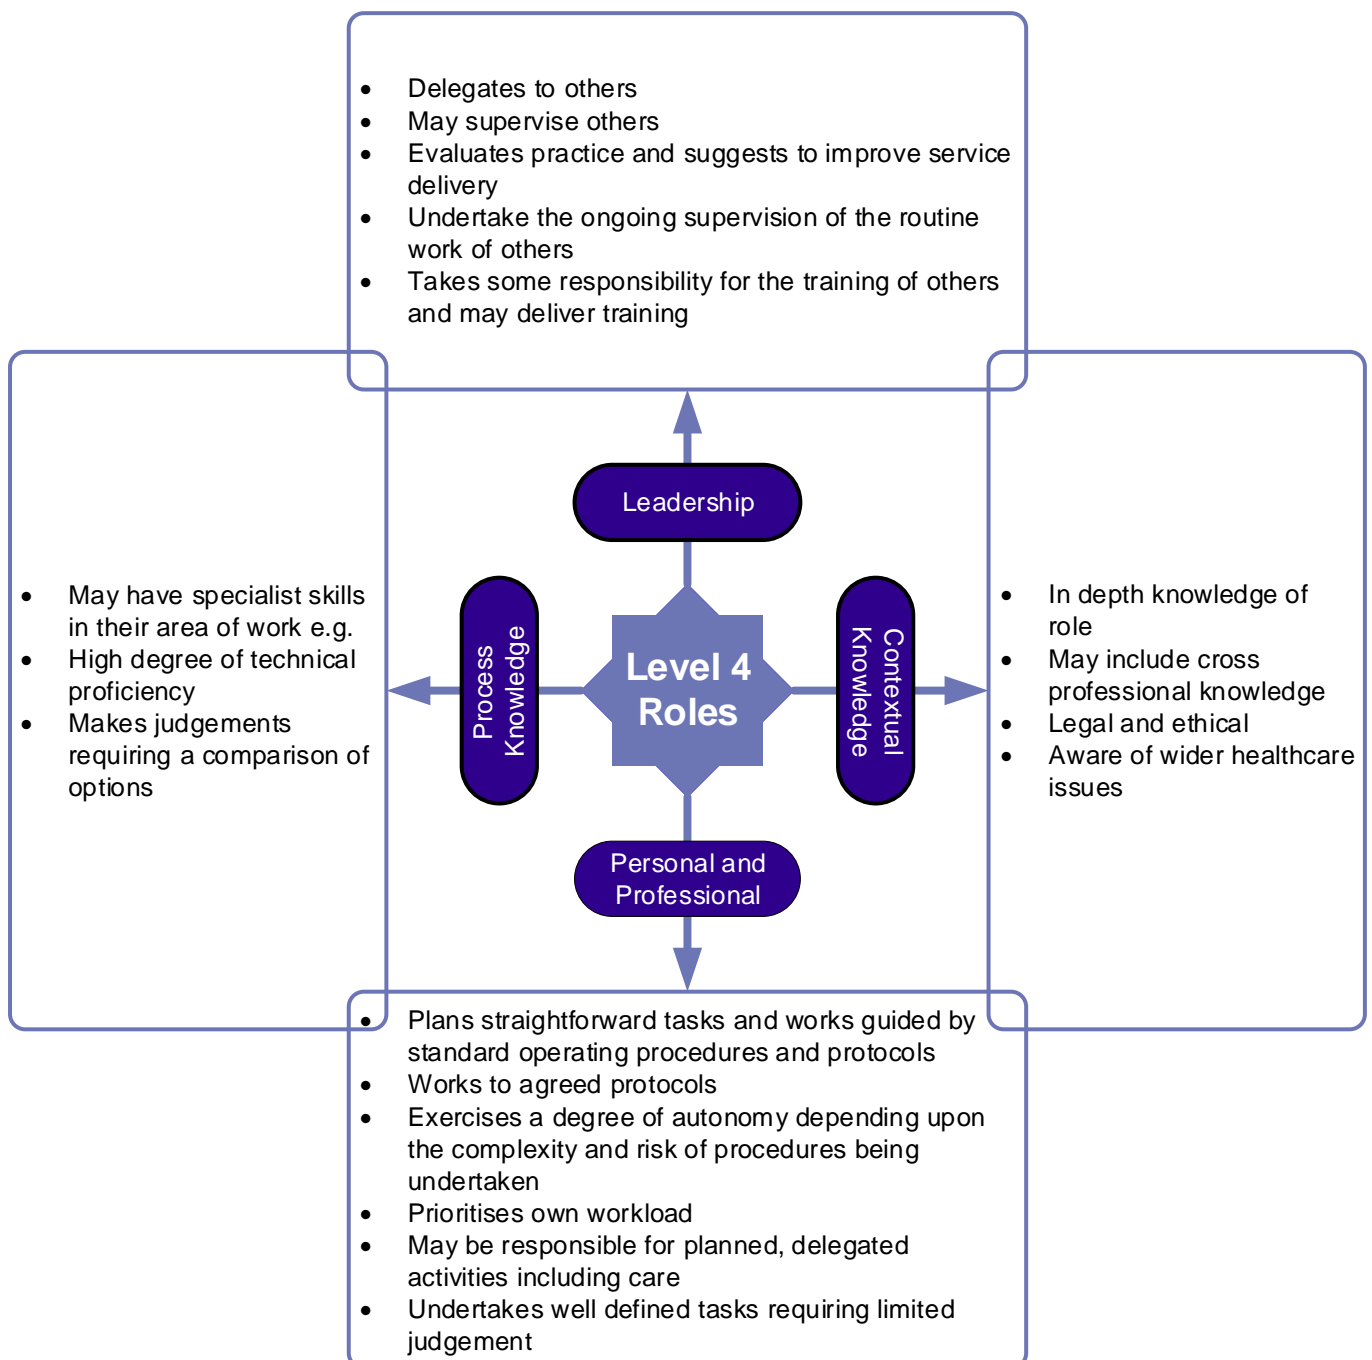 • Delegates to others
• May supervise others
• Evaluates practice and suggests to improve service
delivery
• Undertake the ongoing supervision of the routine
work of others
• Takes some responsibility for the training of others
and may deliver training
Leadership
• May have specialist skills
in their area of work e.g.
• High degree of technical
proficiency
• Makes judgements
requiring a comparison of
options
Process
Knowledge
Level 4
Roles
Contextual
Knowledge
• In depth knowledge of
role
• May include cross
professional knowledge
• Legal and ethical
• Aware of wider healthcare
issues
Personal and
Professional
• Plans straightforward tasks and works guided by
standard operating procedures and protocols
• Works to agreed protocols
• Exercises a degree of autonomy depending upon
the complexity and risk of procedures being
undertaken
• Prioritises own workload
• May be responsible for planned, delegated
activities including care
• Undertakes well defined tasks requiring limited
judgement